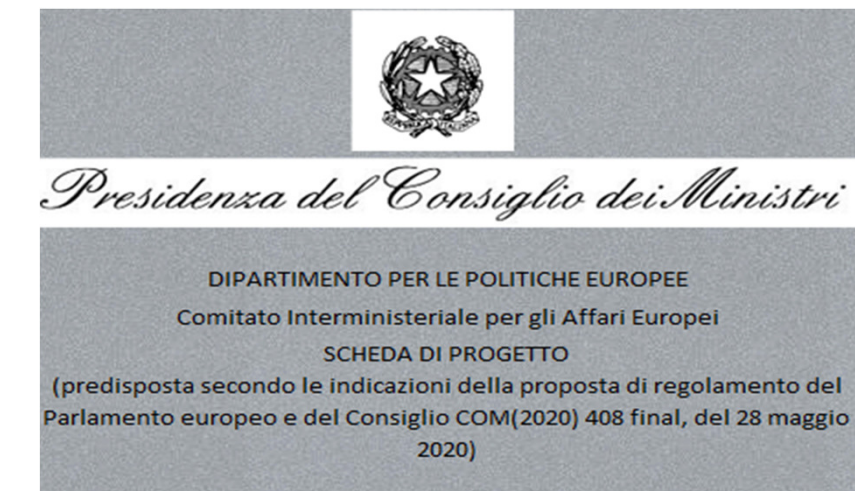 REPVBBLICA ITALIANA
Presidenza del Consiglio dei Ministri
DIPARTIMENTO PER LE POLITICHE EUROPEE
Comitato Interministeriale per gli Affari Europei
SCHEDA DI PROGETTO
(predisposta secondo le indicazioni della proposta di regolamento del
Parlamento europeo e del Consiglio COM(2020) 408 final, del 28 maggio
2020)